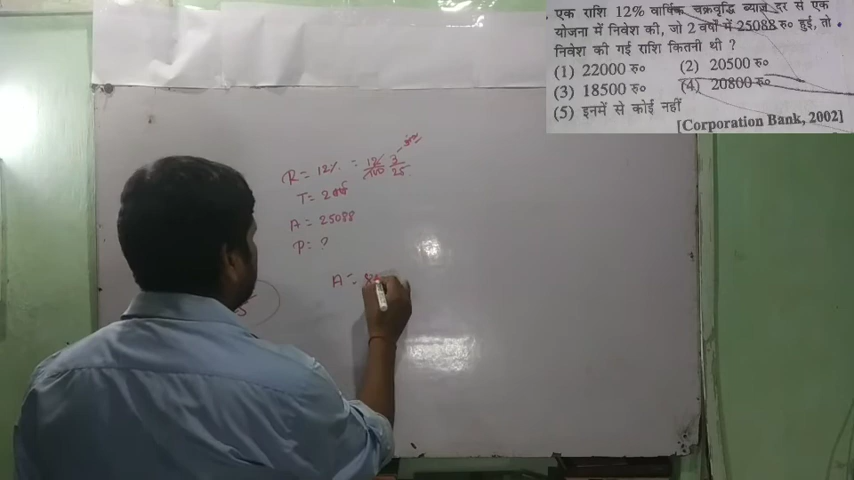 . एक राशि 12% वार्षिक चक्रवृद्धि ब्याज दर से एक
योजना में निवेश की, जो 2 वर्षों में 25088 रु० हुई, तो
निवेश की गई राशि कितनी थी ?
(1) 22000 रु० (2) 20500 रु०
(3) 18500 रु० (4) 20800 रु०
(5) इनमें से कोई नहीं
[Corporation Bank, 2002]
R = 12% = 12/100 3/25
T = 2 वर्ष
A = 25088
P = ?
A =